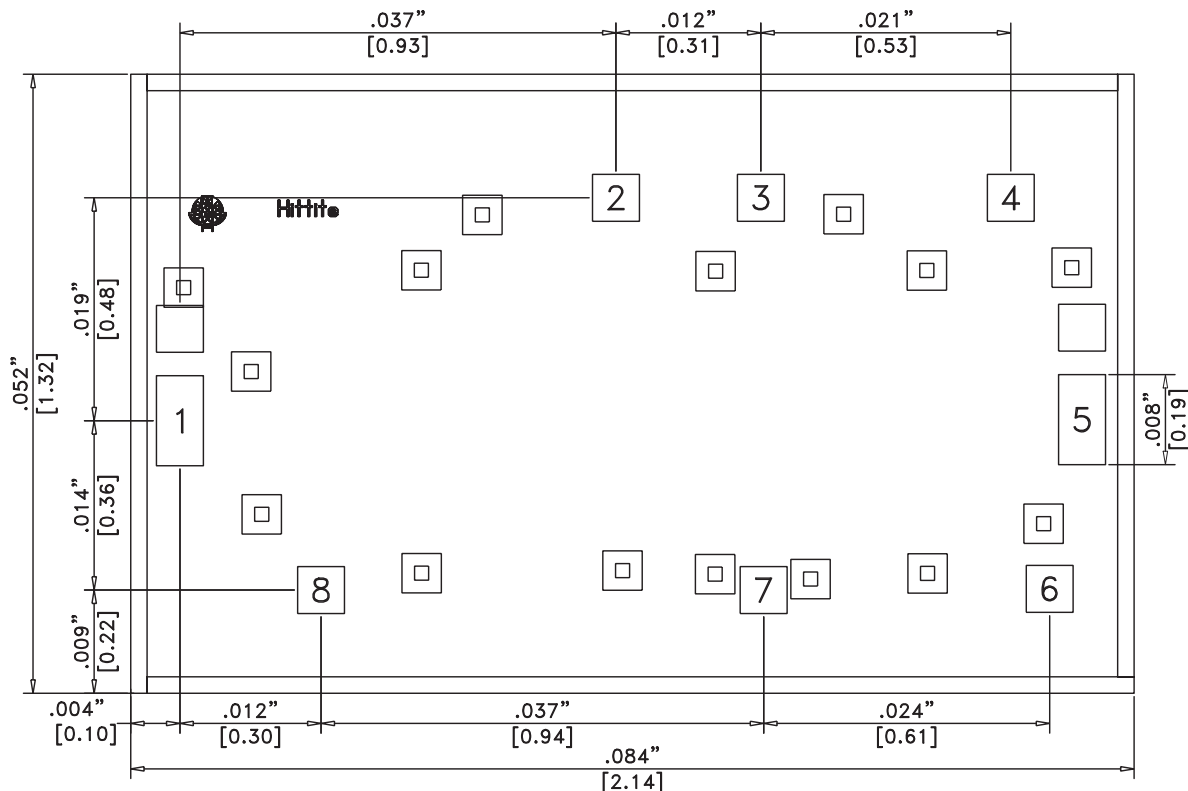 .037” .012” .021”
[0.93] [0.31] [0.53]
Hittite
2 3 4
.019”
[0.48]
.052”
[1.32]
1 5
.008”
[0.19]
.014”
[0.36]
8 7 6
.009”
[0.22]
.004” .012” .037” .024”
[0.10] [0.30] [0.94] [0.61]
.084”
[2.14]